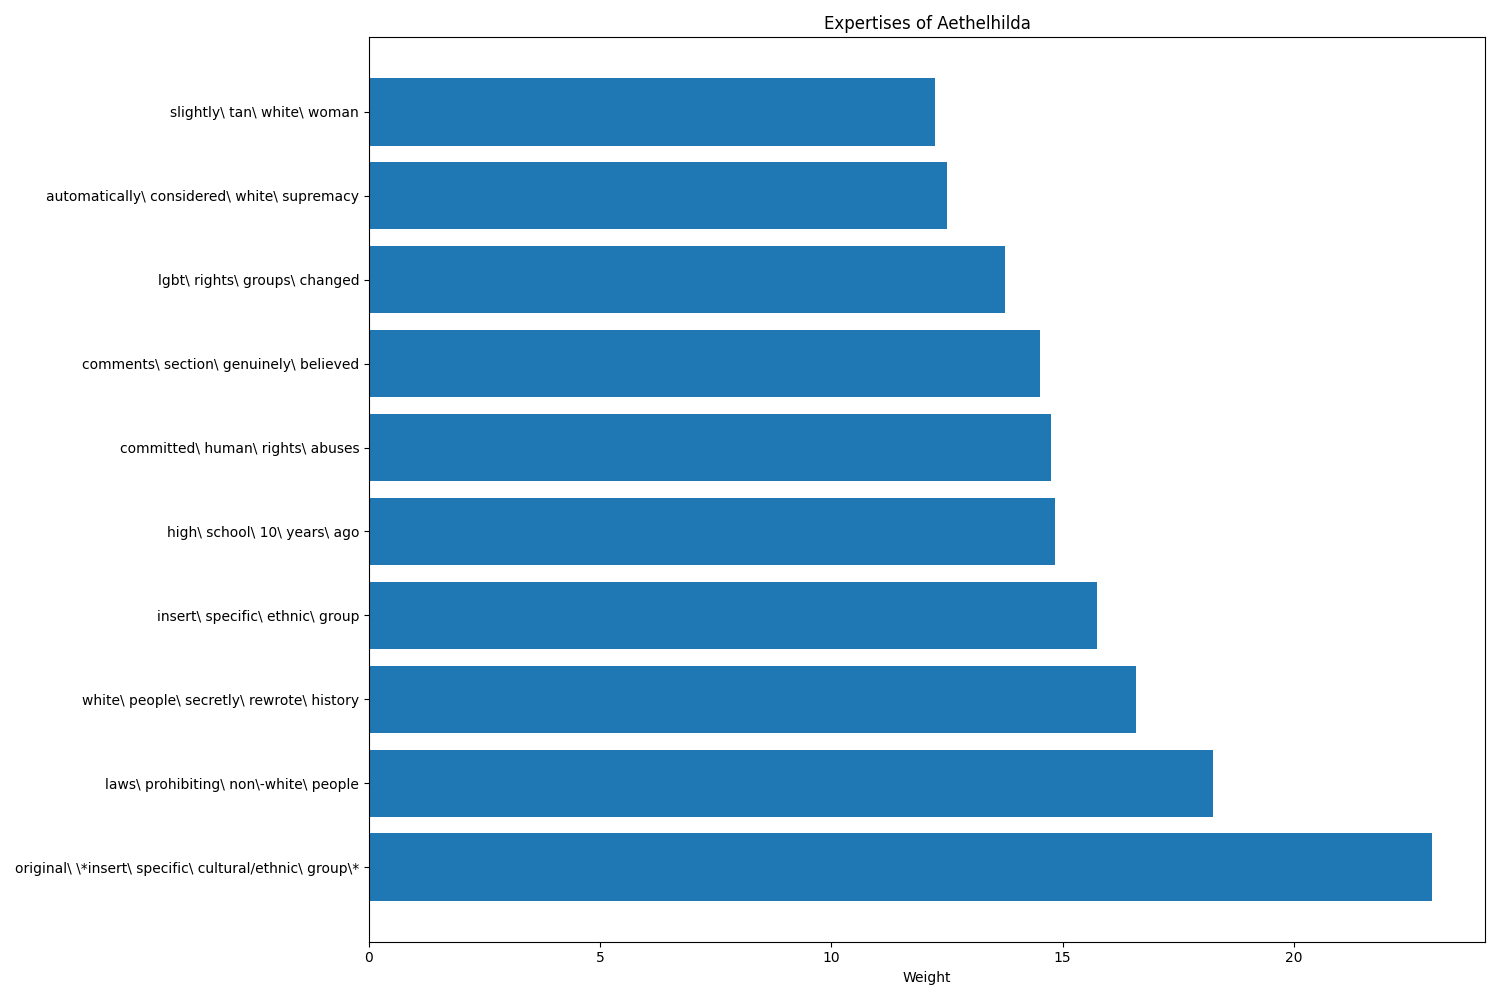 Expertises of Aethelhilda
slightly\ tan\ white\ woman
automatically\ considered\ white\ supremacy
lgbt\ rights\ groups\ changed
comments\ section\ genuinely\ believed
committed\ human\ rights\ abuses
high\ school\ 10\ years\ ago
insert\ specific\ ethnic\ group
white\ people\ secretly\ rewrote\ history
laws\ prohibiting\ non\-white\ people
original\ \*insert\ specific\ cultural/ethnic\ group\*
0 5 10 15 20
Weight